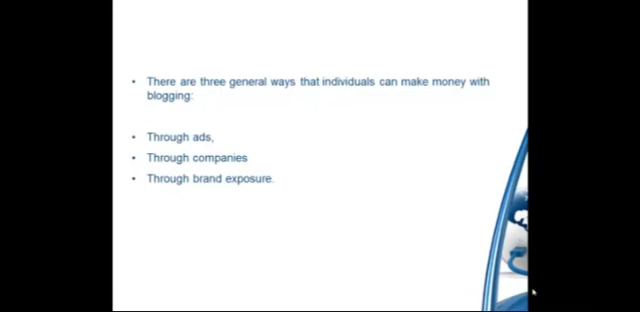 • There are three general ways that individuals can make money with
blogging:
• Through ads,
• Through companies
• Through brand exposure.